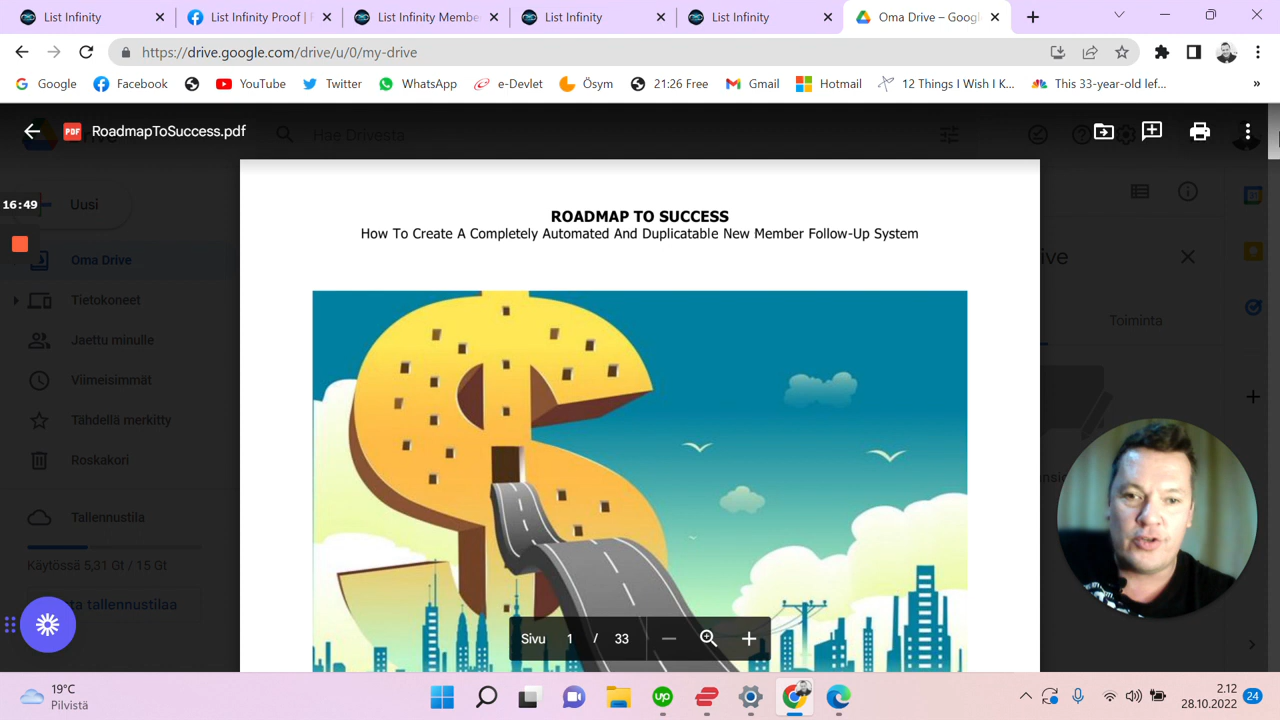 List Infinity
List Infinity Proof | F
List Infinity Membe
List Infinity
List Infinity
Oma Drive – Googl
https://drive.google.com/drive/u/0/my-drive
Google
Facebook
YouTube
Twitter
WhatsApp
e-Devlet
Ösym
21:26 Free
Gmail
Hotmail
12 Things I Wish I K...
This 33-year-old lef...
»
PDF
RoadmapToSuccess.pdf
Hae Drivesta
16:49
Uusi
Oma Drive
Tietokoneet
Jaettu minulle
Viimeisimmät
Tähdellä merkitty
Roskakori
Tallennustila
Käytössä 5,31 Gt / 15 Gt
tallennustilaa
ROADMAP TO SUCCESS
How To Create A Completely Automated And Duplicatable New Member Follow-Up System
Toiminta
Sivu 1 / 33
19°C
Pilvistä
2.12
28.10.2022
24